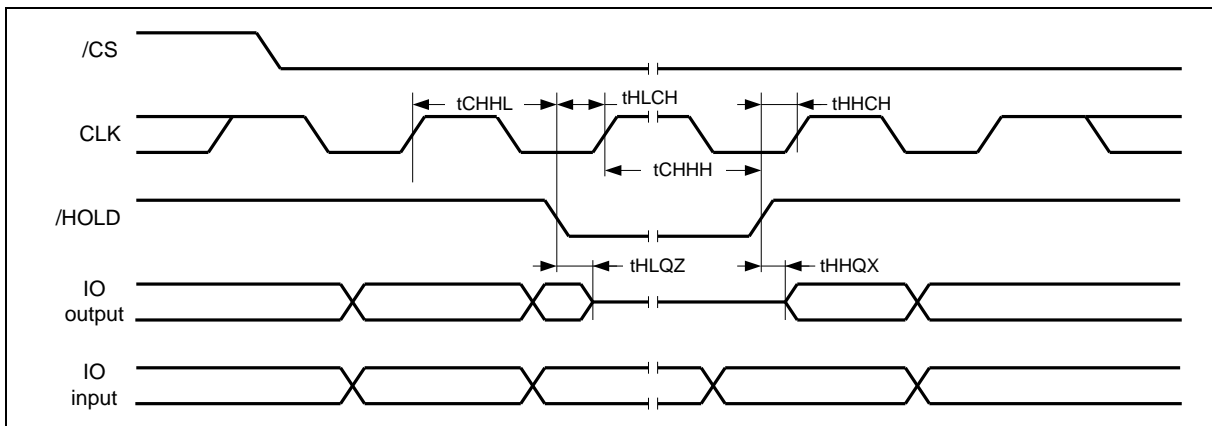 /CS
tCHHL
tHLCH
tHHCH
CLK
tCHHH
/HOLD
tHLQZ
tHHQX
IO
output
IO
input